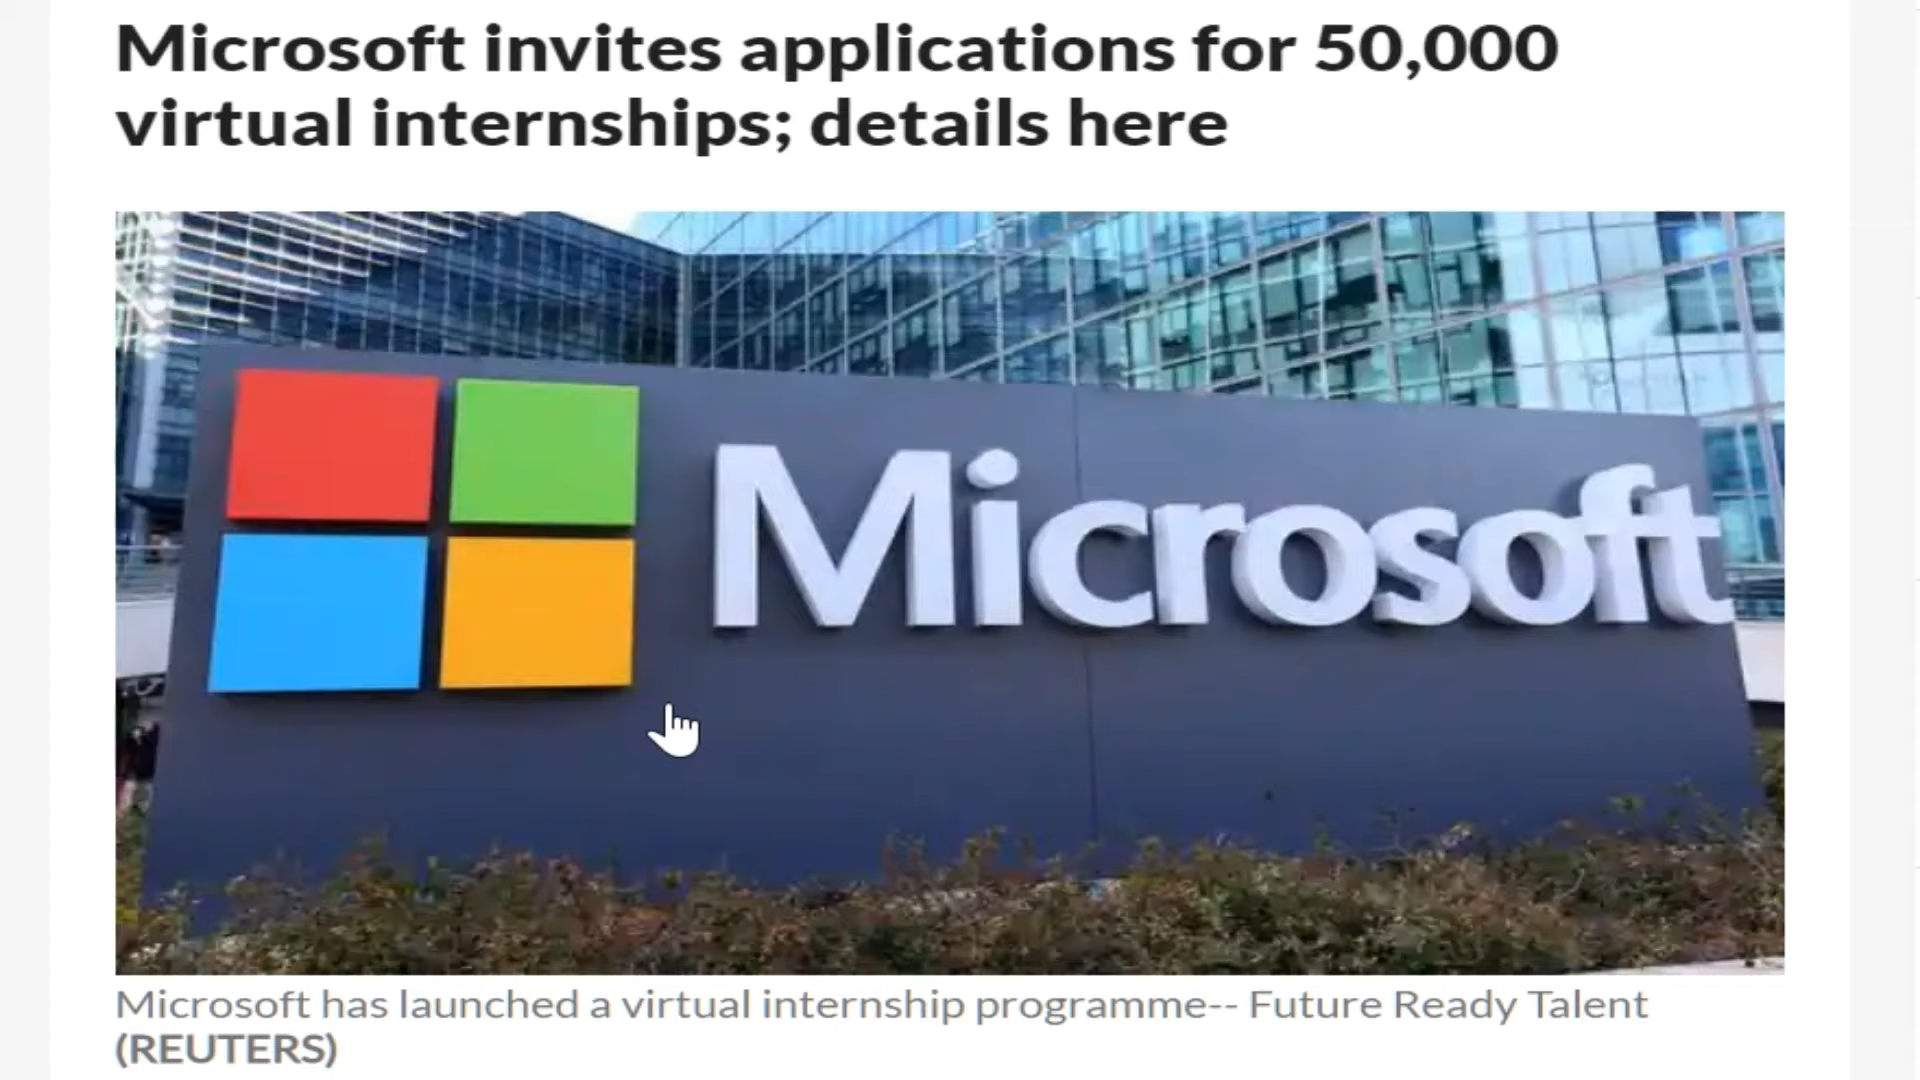 Microsoft invites applications for 50,000
virtual internships; details here
Microsoft
Microsoft has launched a virtual internship programme-- Future Ready Talent
(REUTERS)